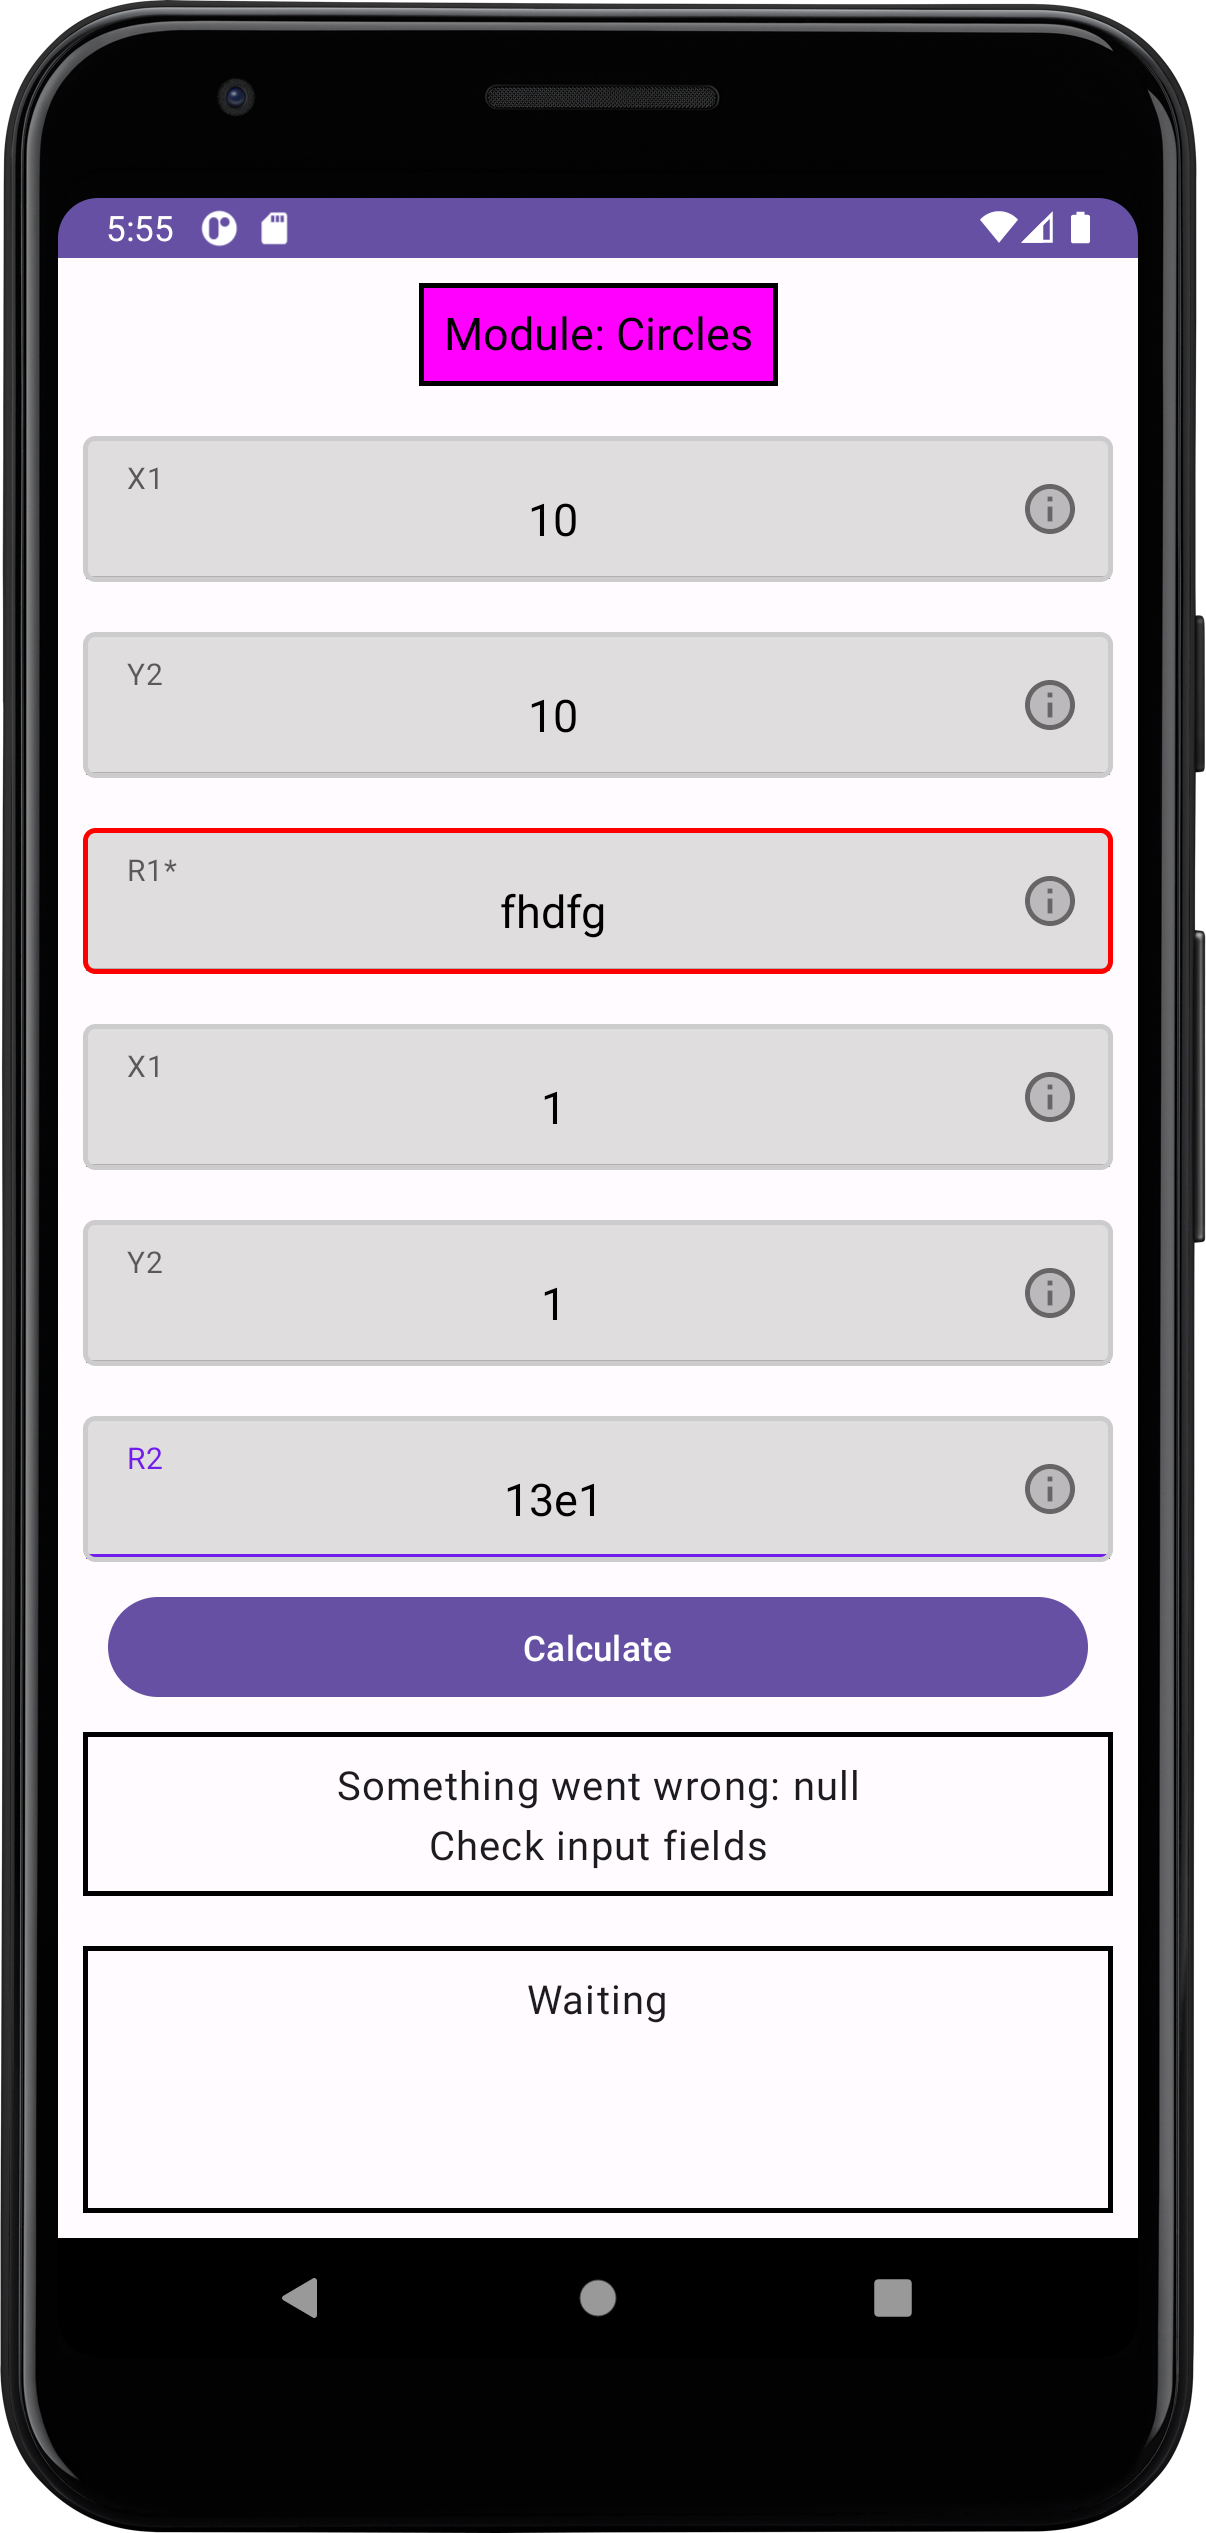 5:55
Module: Circles
X1
10
Y2
10
R1*
fhdfg
X1
1
Y2
1
R2
13e1
Calculate
Something went wrong: null
Check input fields
Waiting